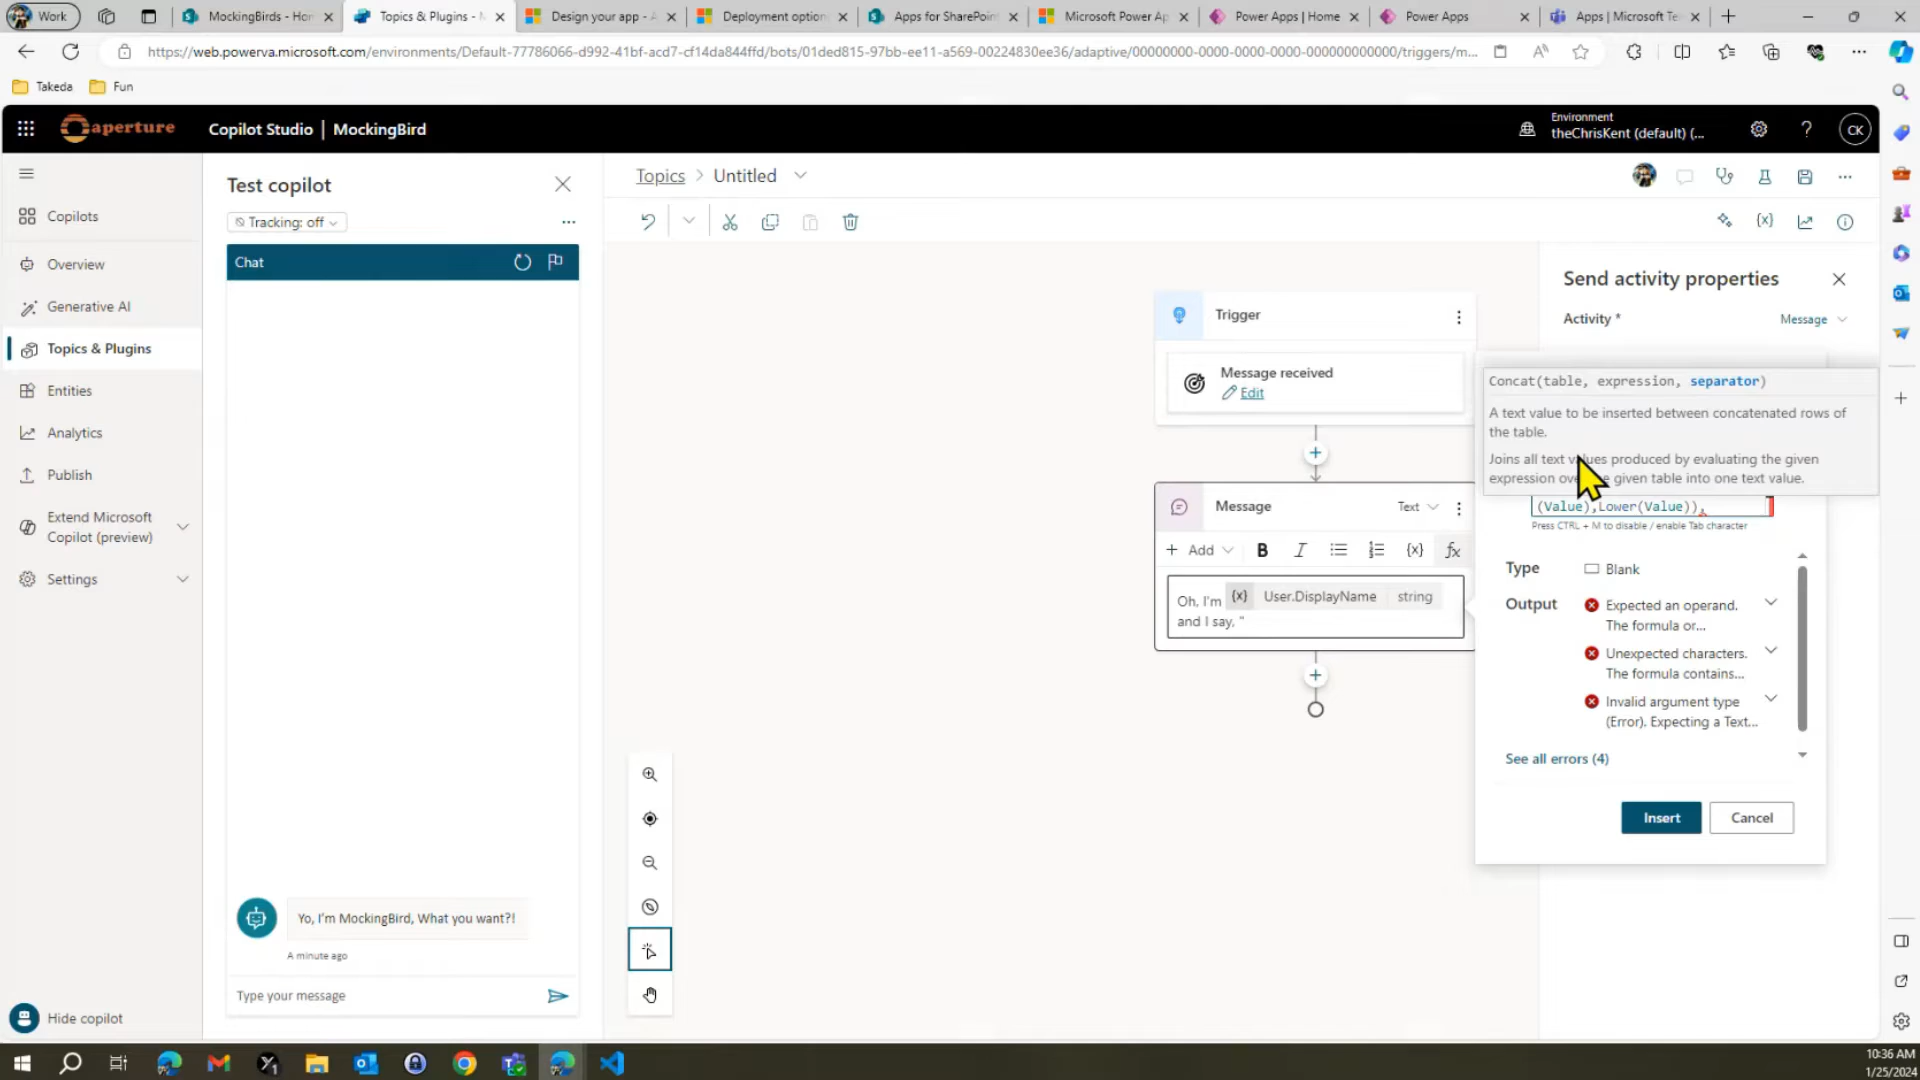 Work
MockingBirds - Hom
Topics & Plugins - M
Design your app - A
Deployment option
Apps for SharePoint
Microsoft Power Ap
Power Apps | Home
Power Apps
Apps | Microsoft Te
https://web.powerva.microsoft.com/environments/Default-77786066-d992-41bf-acd7-cf14da844ffd/bots/01ded815-97bb-ee11-a569-00224830ee36/adaptive/00000000-0000-0000-0000-000000000000/triggers/m...
Takeda
Fun
aperture
Copilot Studio | MockingBird
Environment
theChrisKent (default) (...
?
CK
Copilots
Overview
Generative AI
Topics & Plugins
Entities
Analytics
Publish
Extend Microsoft
Copilot (preview)
Settings
Hide copilot
Test copilot
Tracking: off
Chat
Yo, I'm MockingBird, What you want?!
A minute ago
Type your message
Topics > Untitled
Trigger
Message received
Edit
Message
Text
+ Add
B
I
{x}
fx
Oh, I'm {x} User.DisplayName string
and I say, "
Send activity properties
Activity *
Message
Concat(table, expression, separator)
A text value to be inserted between concatenated rows of
the table.
Joins all text values produced by evaluating the given
expression over the given table into one text value.
(Value),Lower(Value)),
Press CTRL + M to disable / enable Tab character
Type
Blank
Output
Expected an operand.
The formula or...
Unexpected characters.
The formula contains...
Invalid argument type
(Error). Expecting a Text...
See all errors (4)
Insert
Cancel
10:36 AM
1/25/2024